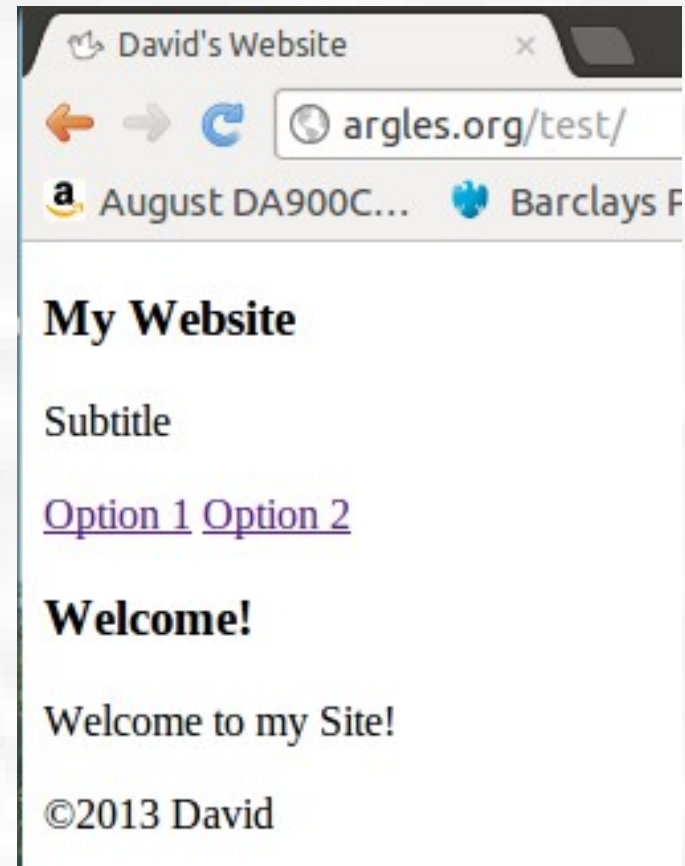 David's Website
argles.org/test/
August DA900C... Barclays F
My Website
Subtitle
Option 1 Option 2
Welcome!
Welcome to my Site!
©2013 David